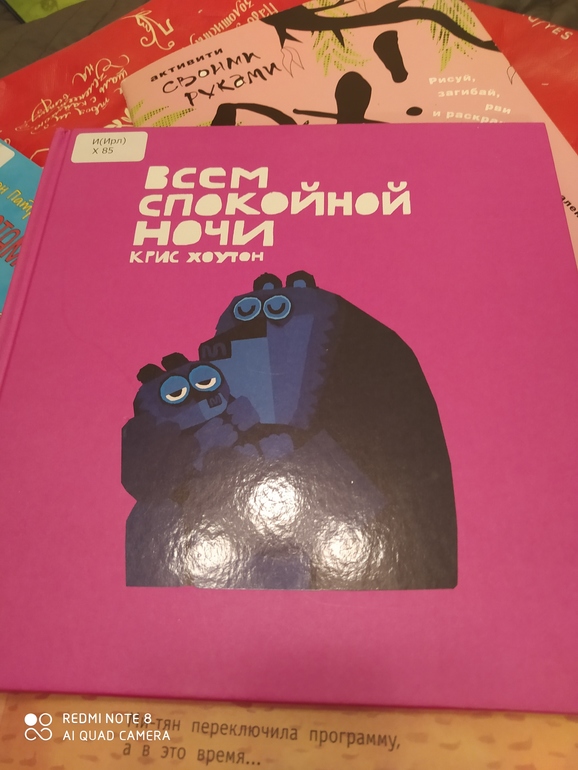 активити
своими
руками
Рисуй,
загибай,
рви
и раскра
И(Ирл)
Х 85
ВСЕМ
СПОКОЙНОЙ
НОЧИ
КРИС ХОУТОН
REDMI NOTE 8
AI QUAD CAMERA
-тян переключила программу,
а в это время...